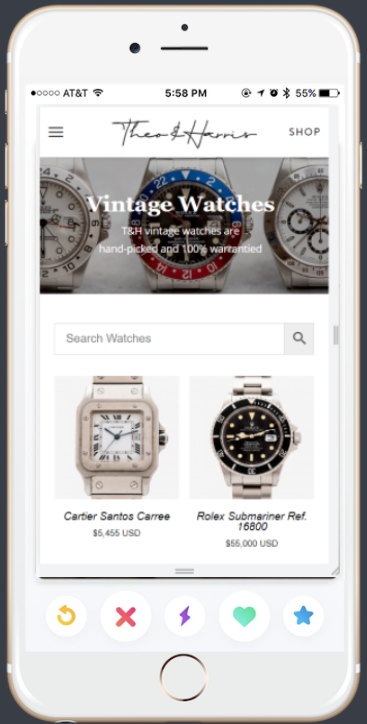 AT&T 5:58 PM 55%
Theo & Harris SHOP
Vintage Watches
T&H vintage watches are
hand-picked and 100% warrantied
Search Watches
Cartier Santos Carree
$5,455 USD
Rolex Submariner Ref.
16800
$55,000 USD